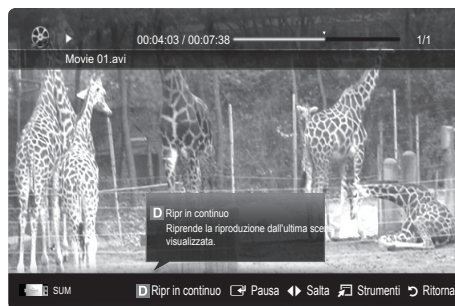 00:04:03 / 00:07:38 1/1
Movie 01.avi
D Ripr in continuo
Riprende la riproduzione dall'ultima scena
visualizzata.
SUM D Ripr in continuo Pausa Salta Strumenti Ritorna